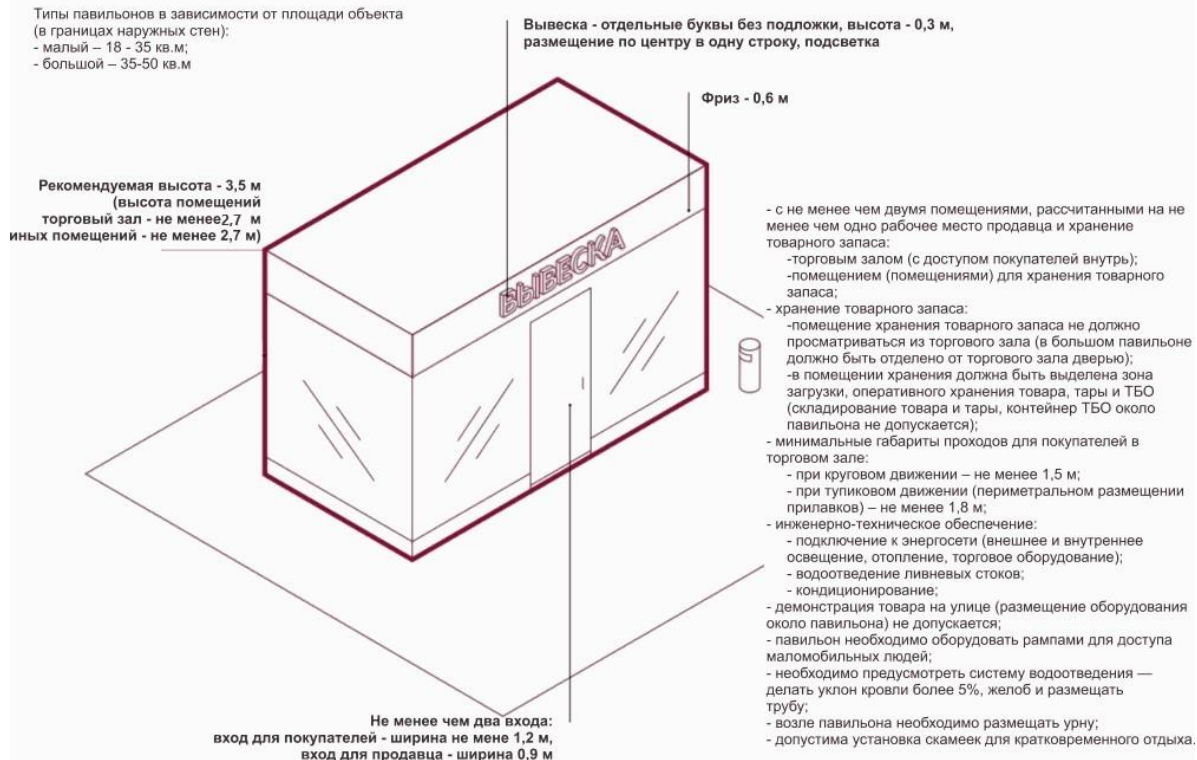 Типы павильонов в зависимости от площади объекта
(в границах наружных стен):
- малый – 18 - 35 кв.м;
- большой – 35-50 кв.м
Вывеска - отдельные буквы без подложки, высота - 0,3 м,
размещение по центру в одну строку, подсветка
Фриз - 0,6 м
Рекомендуемая высота - 3,5 м
(высота помещений
торговый зал - не менее2,7 м
иных помещений - не менее 2,7 м)
ВЫВЕСКА
- с не менее чем двумя помещениями, рассчитанными на не
менее чем одно рабочее место продавца и хранение
товарного запаса:
-торговым залом (с доступом покупателей внутрь);
-помещением (помещениями) для хранения товарного
запаса;
- хранение товарного запаса:
-помещение хранения товарного запаса не должно
просматриваться из торгового зала (в большом павильоне
должно быть отделено от торгового зала дверью);
-в помещении хранения должна быть выделена зона
загрузки, оперативного хранения товара, тары и ТБО
(складирование товара и тары, контейнер ТБО около
павильона не допускается);
- минимальные габариты проходов для покупателей в
торговом зале:
- при круговом движении – не менее 1,5 м;
- при тупиковом движении (периметральном размещении
прилавков) – не менее 1,8 м;
- инженерно-техническое обеспечение:
- подключение к энергосети (внешнее и внутреннее
освещение, отопление, торговое оборудование);
- водоотведение ливневых стоков;
- кондиционирование;
- демонстрация товара на улице (размещение оборудования
около павильона) не допускается;
- павильон необходимо оборудовать рампами для доступа
маломобильных людей;
- необходимо предусмотреть систему водоотведения —
делать уклон кровли более 5%, желоб и размещать
трубу;
- возле павильона необходимо размещать урну;
- допустима установка скамеек для кратковременного отдыха.
Не менее чем два входа:
вход для покупателей - ширина не мене 1,2 м,
вход для продавца - ширина 0,9 м